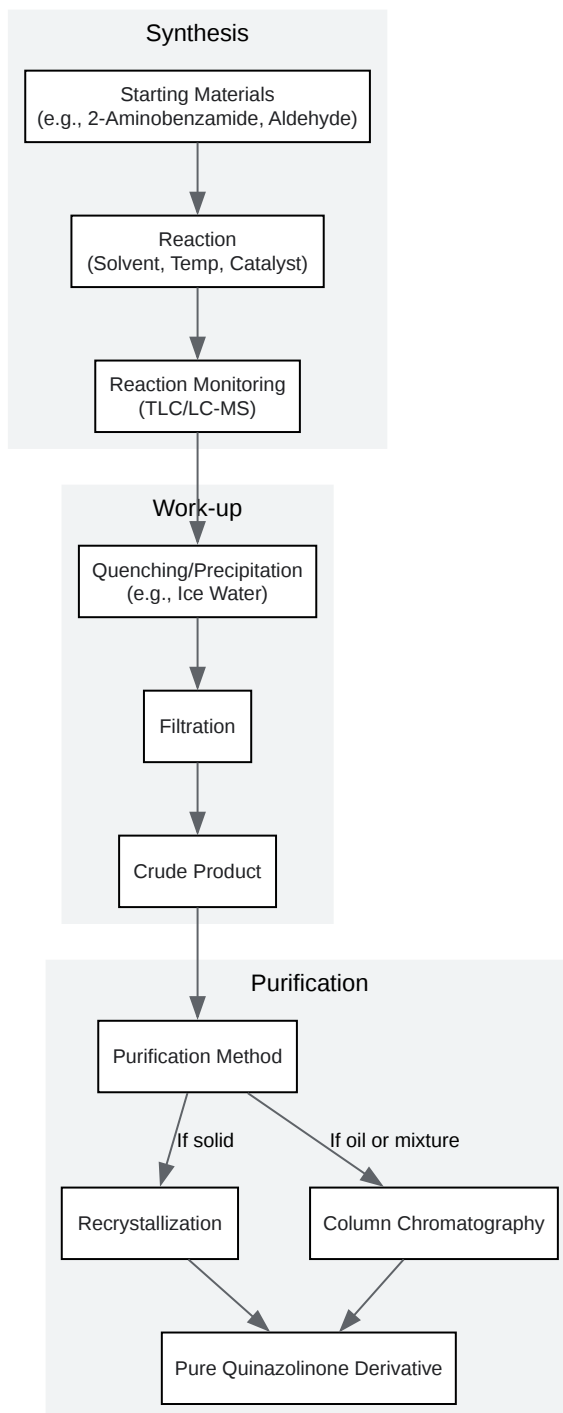 Synthesis
Starting Materials
(e.g., 2-Aminobenzamide, Aldehyde)
Reaction
(Solvent, Temp, Catalyst)
Reaction Monitoring
(TLC/LC-MS)
Work-up
Quenching/Precipitation
(e.g., Ice Water)
Filtration
Crude Product
Purification
Purification Method
If solid
If oil or mixture
Recrystallization
Column Chromatography
Pure Quinazolinone Derivative